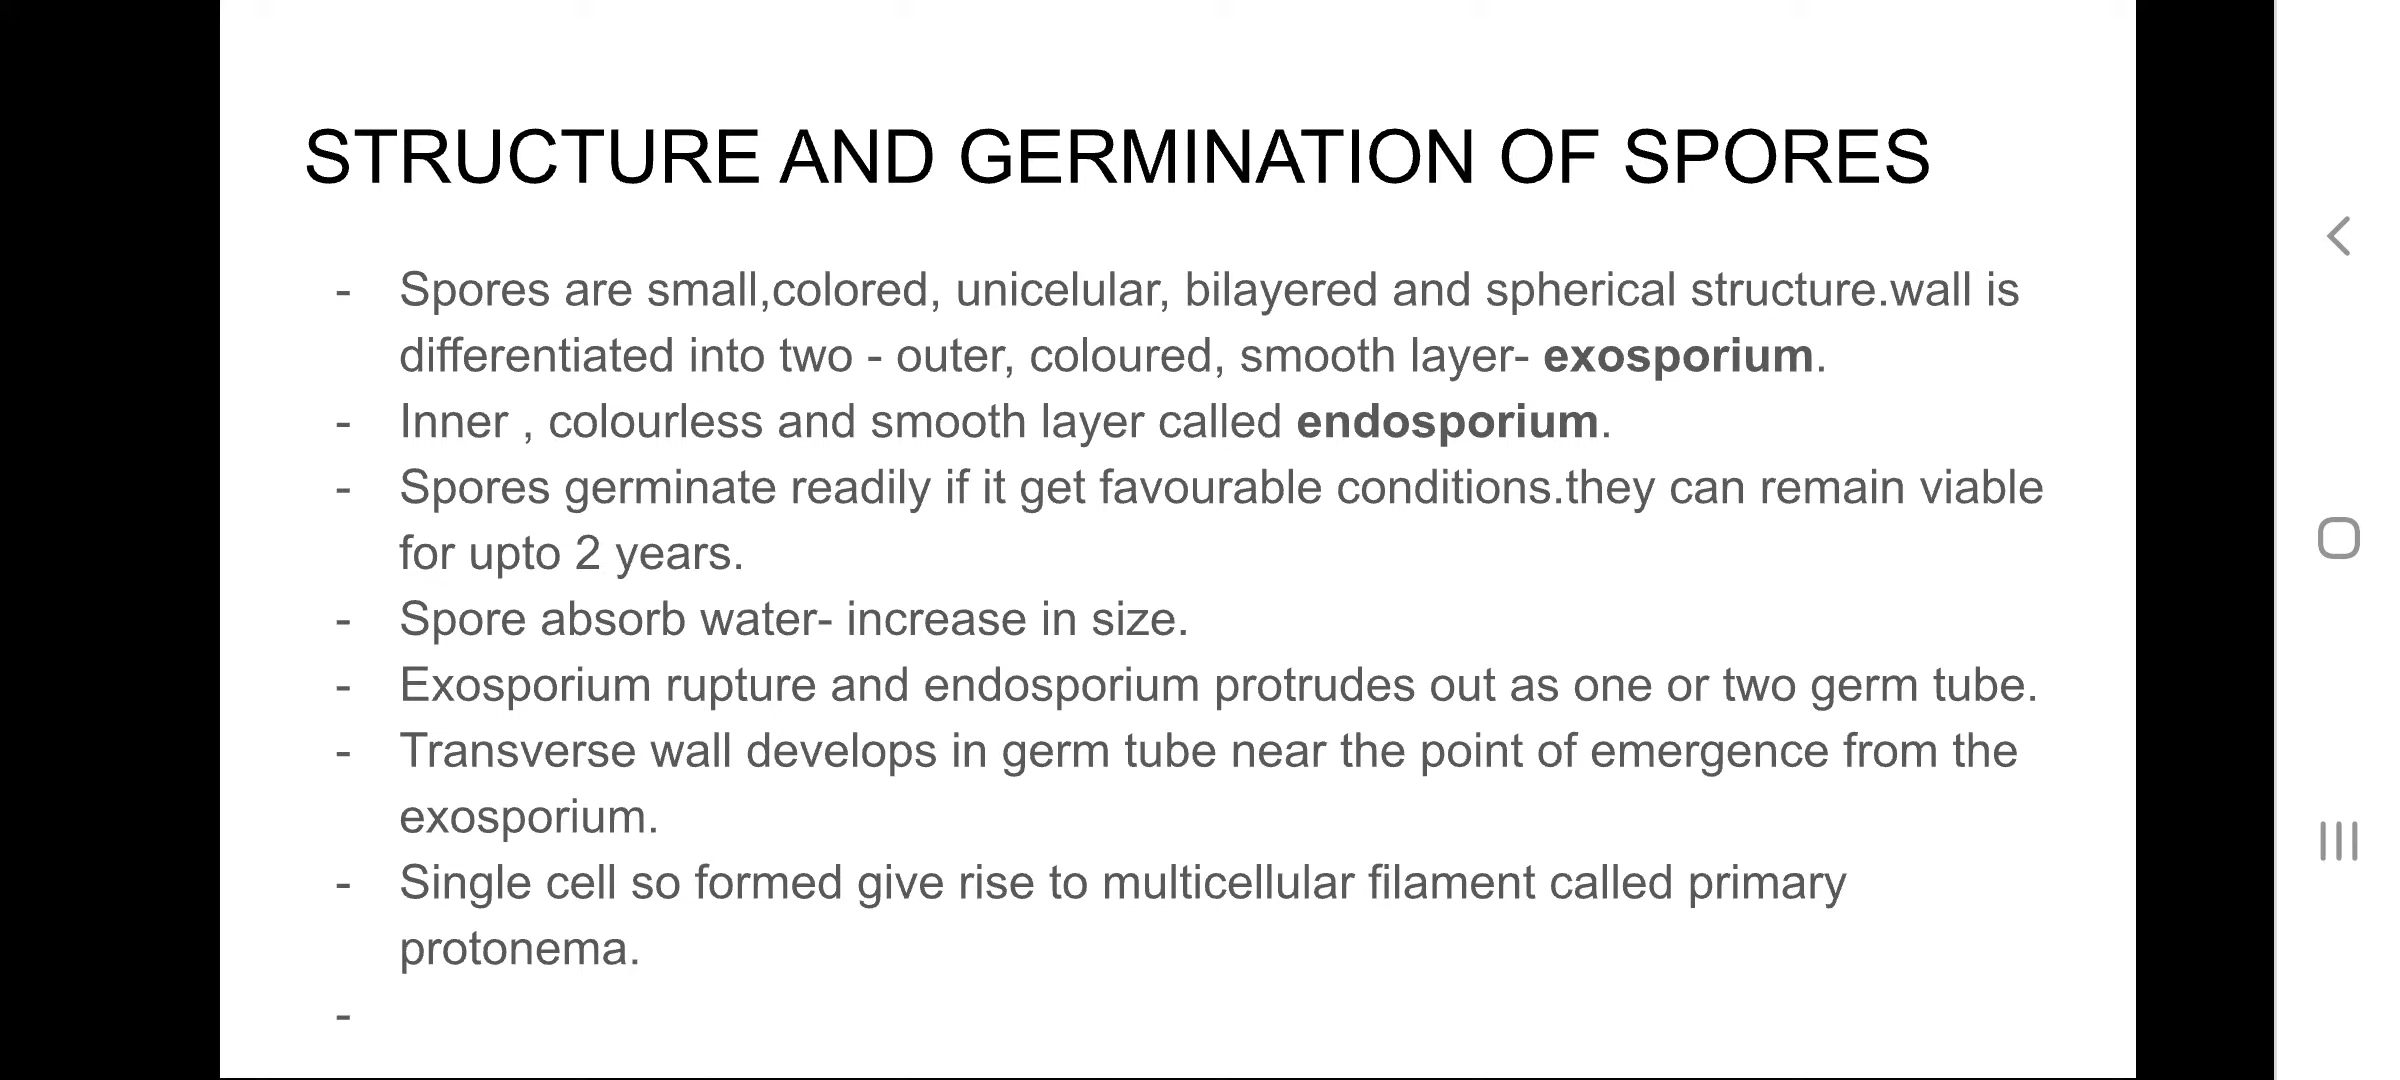 STRUCTURE AND GERMINATION OF SPORES
- Spores are small,colored, unicelular, bilayered and spherical structure.wall is
differentiated into two - outer, coloured, smooth layer- exosporium.
- Inner , colourless and smooth layer called endosporium.
- Spores germinate readily if it get favourable conditions.they can remain viable
for upto 2 years.
- Spore absorb water- increase in size.
- Exosporium rupture and endosporium protrudes out as one or two germ tube.
- Transverse wall develops in germ tube near the point of emergence from the
exosporium.
- Single cell so formed give rise to multicellular filament called primary
protonema.
-